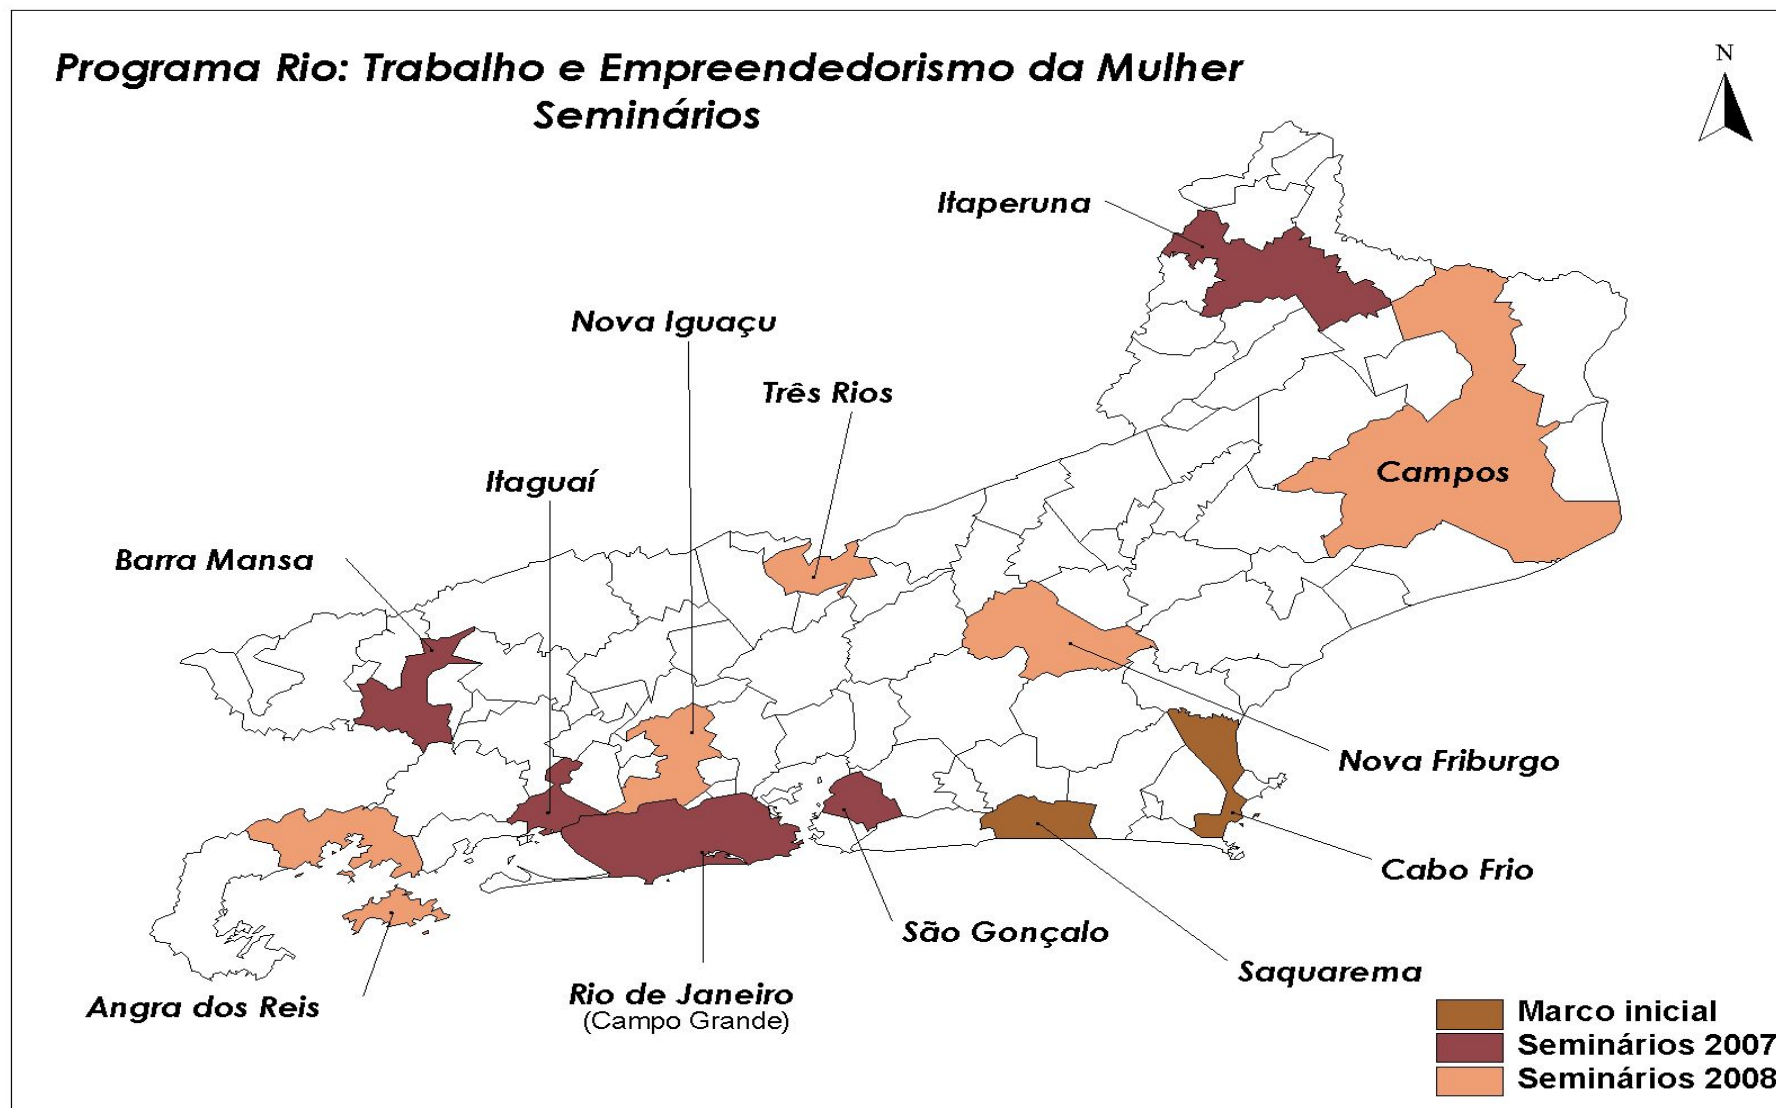 Programa Rio: Trabalho e Empreendedorismo da Mulher
Seminários
N
Itaperuna
Nova Iguaçu
Três Rios
Itaguaí
Campos
Barra Mansa
Nova Friburgo
Cabo Frio
São Gonçalo
Saquarema
Angra dos Reis
Rio de Janeiro
(Campo Grande)
Marco inicial
Seminários 2007
Seminários 2008